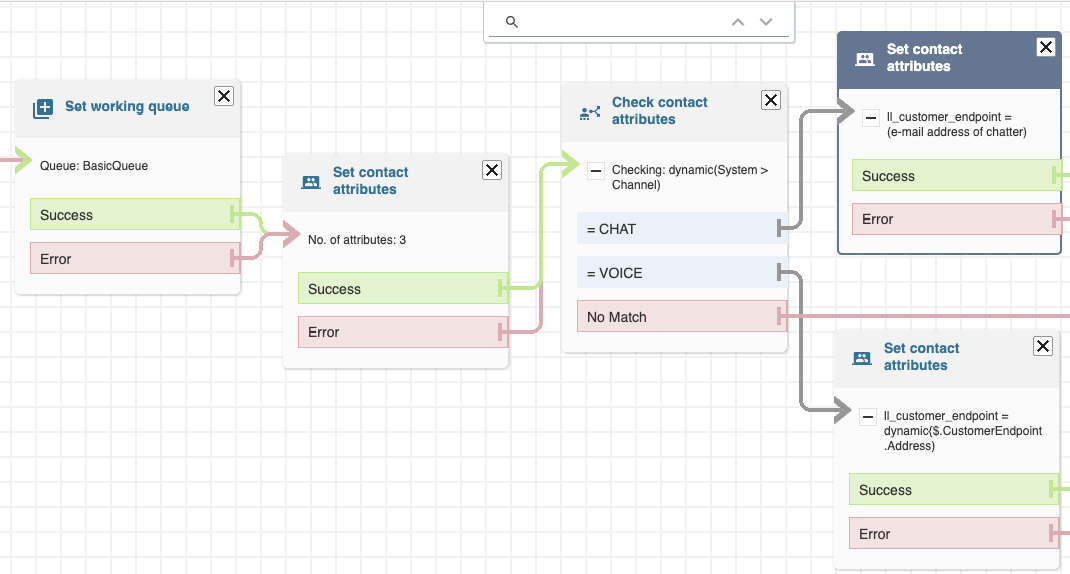 Set working queue
Queue: BasicQueue
Success
Error
Set contact
attributes
No. of attributes: 3
Success
Error
Check contact
attributes
Checking: dynamic(System >
Channel)
= CHAT
= VOICE
No Match
Set contact
attributes
ll_customer_endpoint =
(e-mail address of chatter)
Success
Error
Set contact
attributes
ll_customer_endpoint =
dynamic($.CustomerEndpoint
.Address)
Success
Error